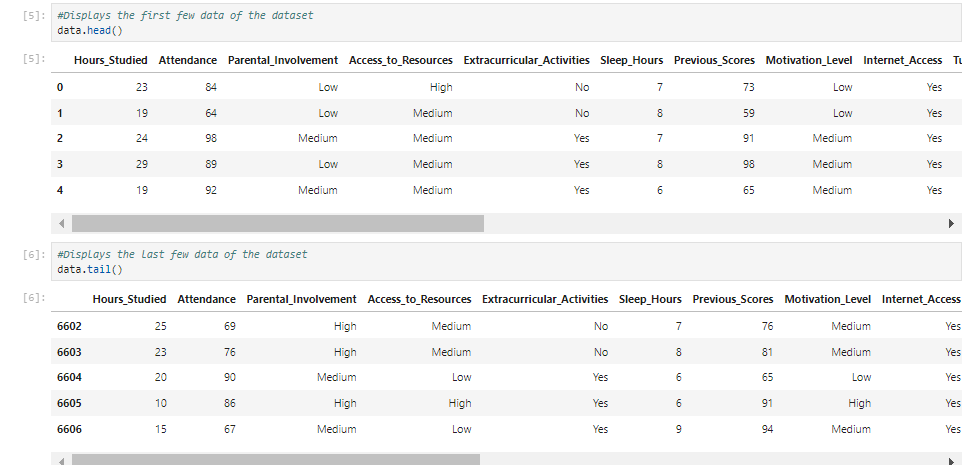 [5]: #Displays the first few data of the dataset
data.head()
[5]: Hours_Studied Attendance Parental_Involvement Access_to_Resources Extracurricular_Activities Sleep_Hours Previous_Scores Motivation_Level Internet_Access Tu
0 23 84 Low High No 7 73 Low Yes
1 19 64 Low Medium No 8 59 Low Yes
2 24 98 Medium Medium Yes 7 91 Medium Yes
3 29 89 Low Medium Yes 8 98 Medium Yes
4 19 92 Medium Medium Yes 6 65 Medium Yes
[6]: #Displays the last few data of the dataset
data.tail()
[6]: Hours_Studied Attendance Parental_Involvement Access_to_Resources Extracurricular_Activities Sleep_Hours Previous_Scores Motivation_Level Internet_Access
6602 25 69 High Medium No 7 76 Medium Yes
6603 23 76 High Medium No 8 81 Medium Yes
6604 20 90 Medium Low Yes 6 65 Low Yes
6605 10 86 High High Yes 6 91 High Yes
6606 15 67 Medium Low Yes 9 94 Medium Yes